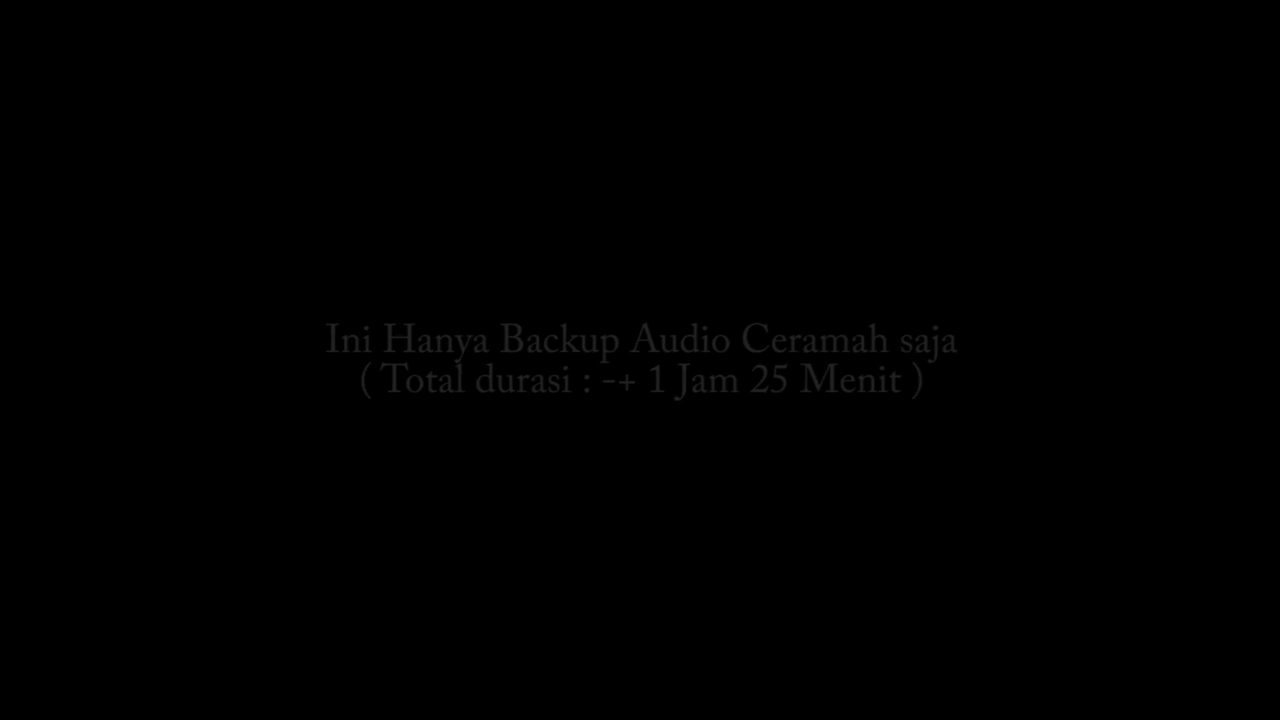 Ini Hanya Backup Audio Ceramah saja
( Total durasi : -+ 1 Jam 25 Menit )